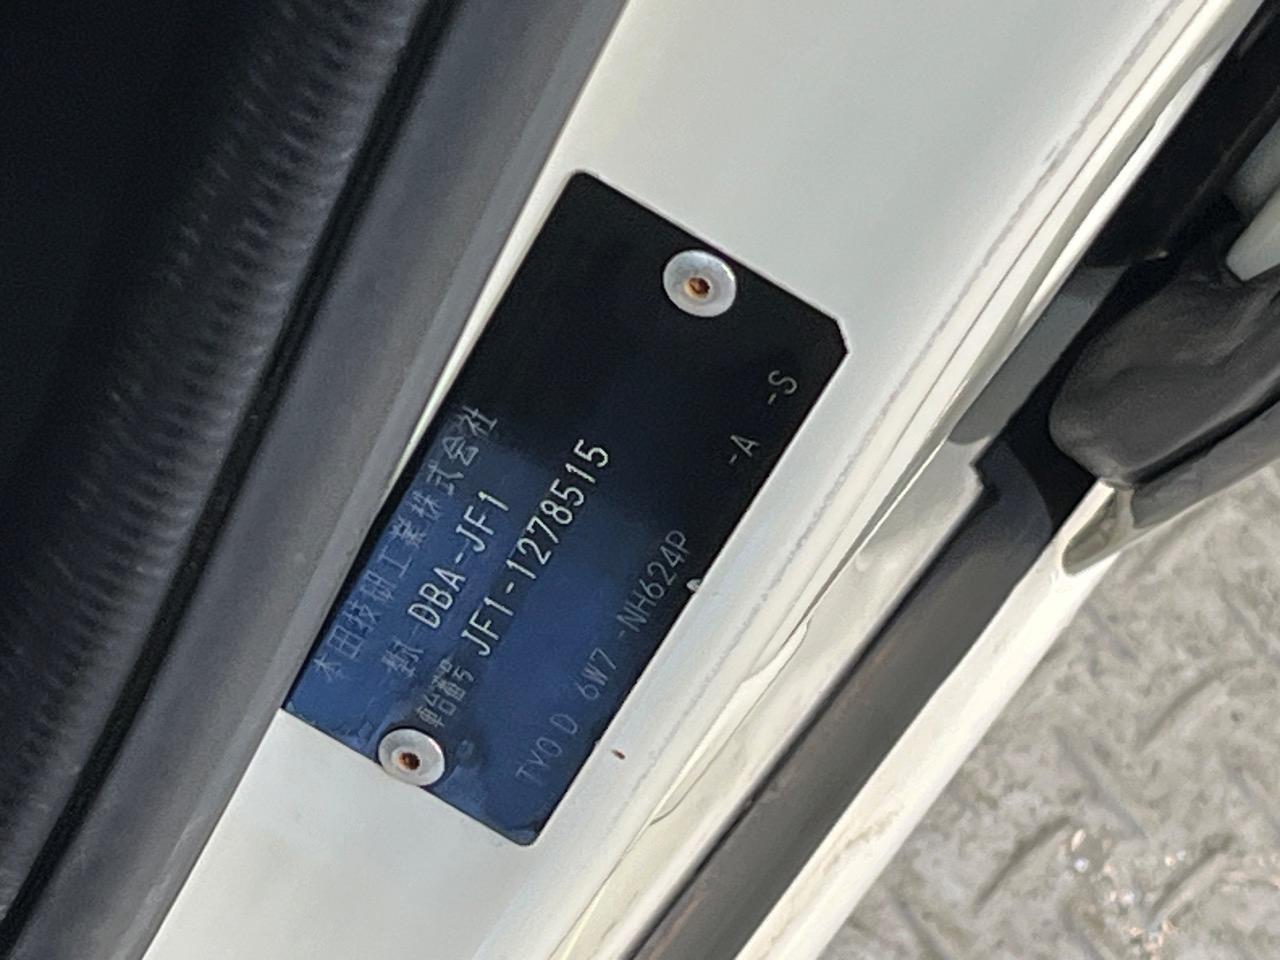 本田技研工業株式会社
型式 DBA-JF1
車台番号 JF1-1278515
TY0 D 6W7 -NH624P -A -S